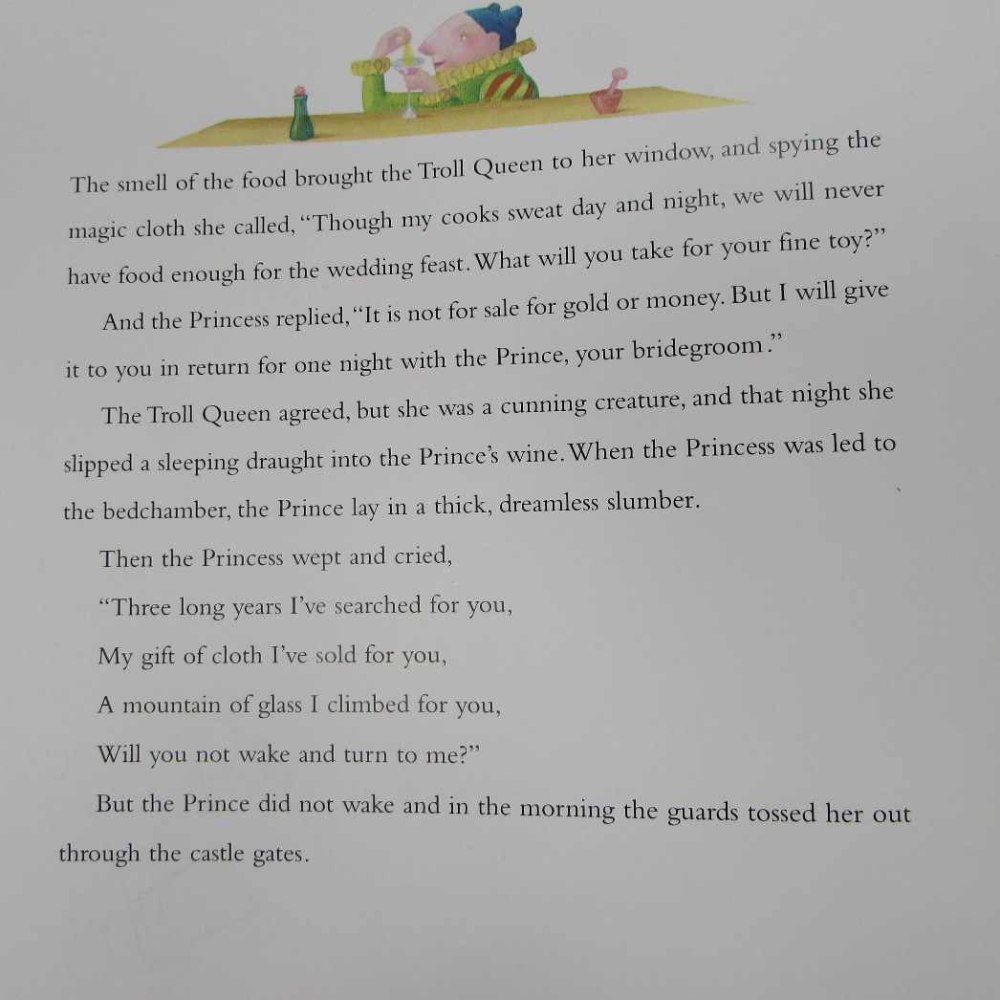 The smell of the food brought the Troll Queen to her window, and spying the
magic cloth she called, “Though my cooks sweat day and night, we will never
have food enough for the wedding feast. What will you take for your fine toy?”
And the Princess replied, “It is not for sale for gold or money. But I will give
it to you in return for one night with the Prince, your bridegroom.”
The Troll Queen agreed, but she was a cunning creature, and that night she
slipped a sleeping draught into the Prince’s wine. When the Princess was led to
the bedchamber, the Prince lay in a thick, dreamless slumber.
Then the Princess wept and cried,
“Three long years I’ve searched for you,
My gift of cloth I’ve sold for you,
A mountain of glass I climbed for you,
Will you not wake and turn to me?”
But the Prince did not wake and in the morning the guards tossed her out
through the castle gates.